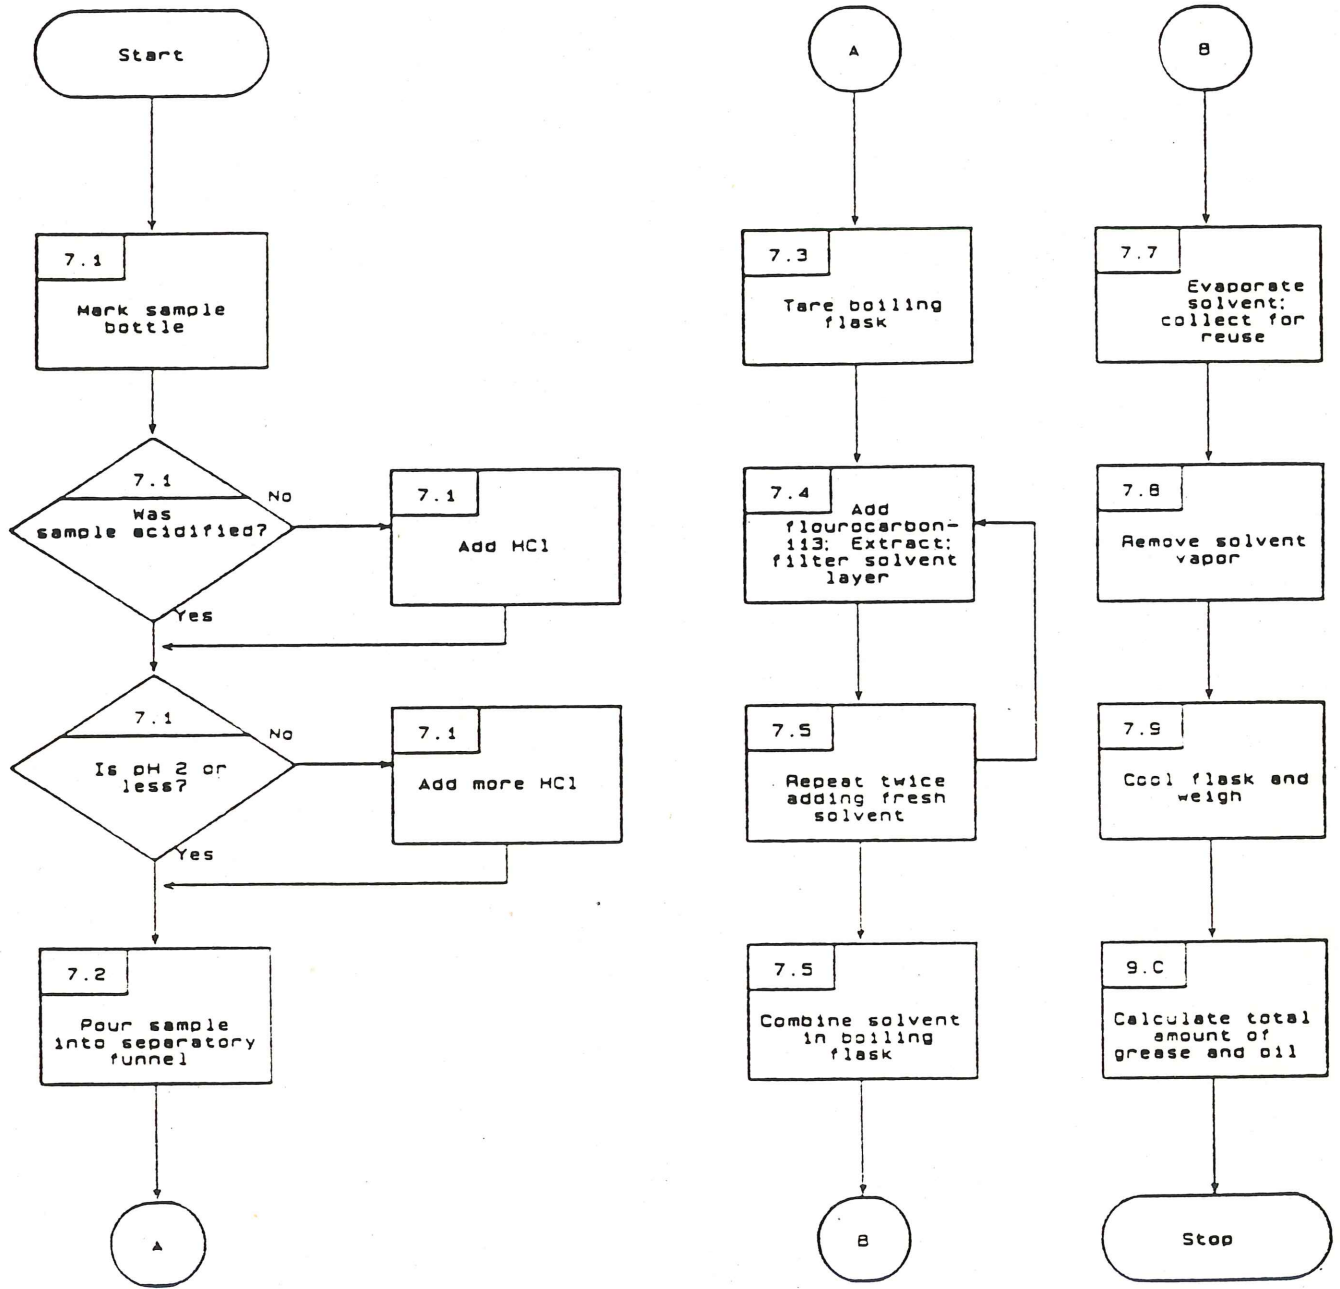 Start
7.1
Mark sample
bottle
7.1
Was
sample acidified?
No
Yes
7.1
Add HCl
7.1
Is pH 2 or
less?
No
Yes
7.1
Add more HCl
7.2
Pour sample
into separatory
funnel
A
A
7.3
Tare boiling
flask
7.4
Add
flourocarbon-
113; Extract;
filter solvent
layer
7.5
Repeat twice
adding fresh
solvent
7.5
Combine solvent
in boiling
flask
B
B
7.7
Evaporate
solvent;
collect for
reuse
7.8
Remove solvent
vapor
7.9
Cool flask and
weigh
9.C
Calculate total
amount of
grease and oil
Stop